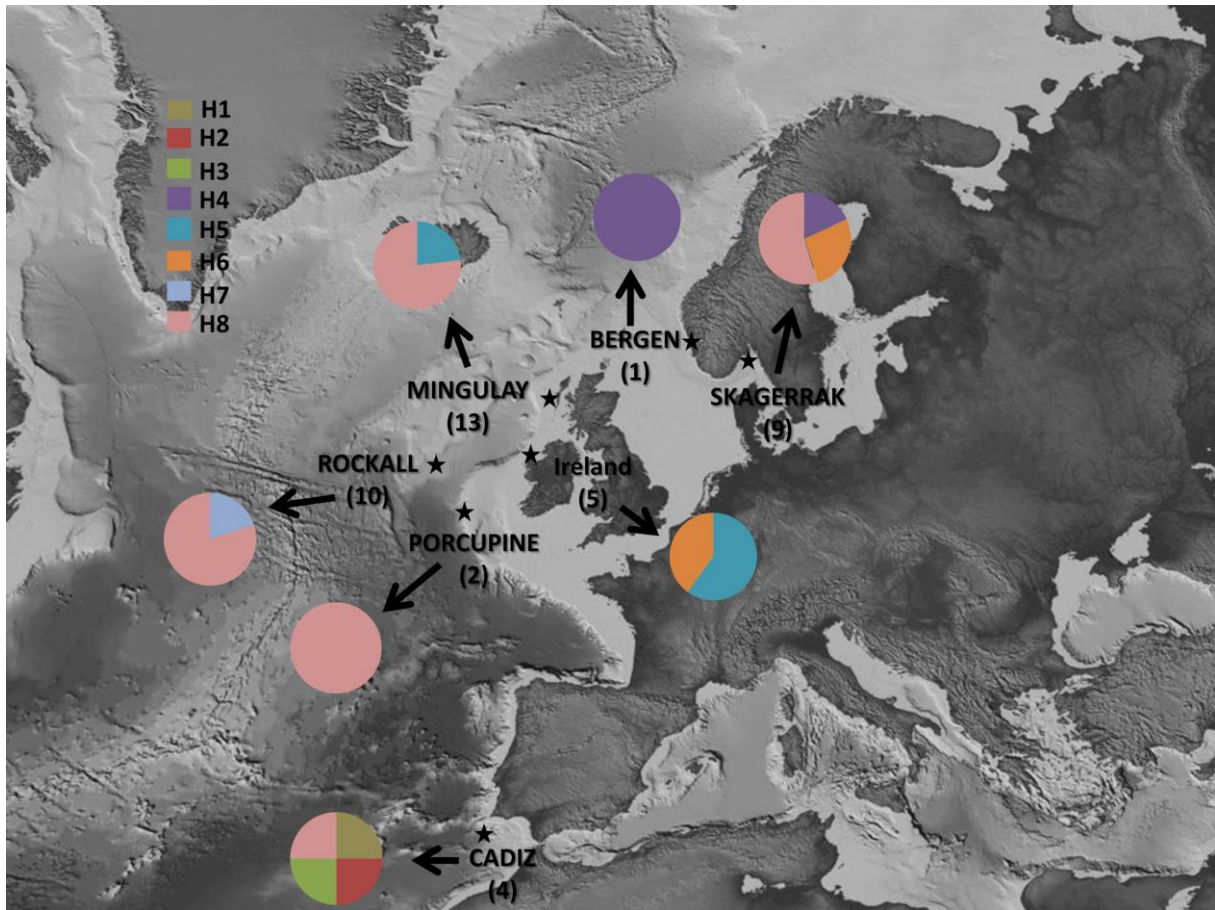 H1
H2
H3
H4
H5
H6
H7
H8
BERGEN
(1)
MINGULAY
(13)
SKAGERRAK
(9)
ROCKALL
(10)
Ireland
(5)
PORCUPINE
(2)
CADIZ
(4)